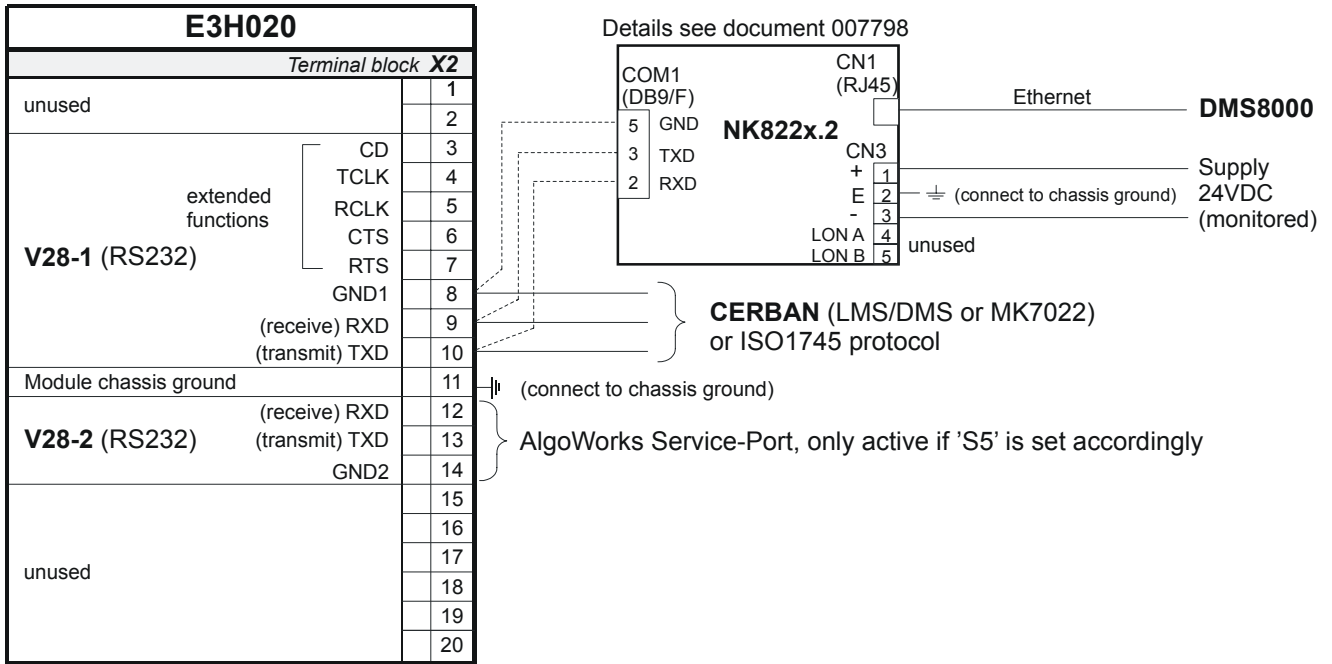 E3H020
Terminal block X2
unused
1
2
CD 3
TCLK 4
RCLK 5
CTS 6
RTS 7
extended
functions
V28-1 (RS232)
GND1 8
(receive) RXD 9
(transmit) TXD 10
Module chassis ground 11
(receive) RXD 12
V28-2 (RS232) (transmit) TXD 13
GND2 14
15
16
17
unused
18
19
20
Details see document 007798
COM1
(DB9/F)
5 GND
3 TXD
2 RXD
NK822x.2
CN1
(RJ45)
CN3
+ 1
E 2
- 3
LON A 4
LON B 5
unused
Ethernet
DMS8000
(connect to chassis ground)
Supply
24VDC
(monitored)
CERBAN (LMS/DMS or MK7022)
or ISO1745 protocol
(connect to chassis ground)
AlgoWorks Service-Port, only active if ’S5’ is set accordingly